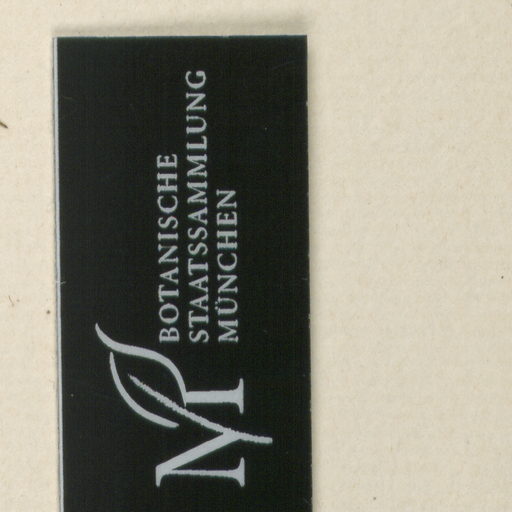 BOTANISCHE
STAATSSAMMLUNG
MÜNCHEN
M